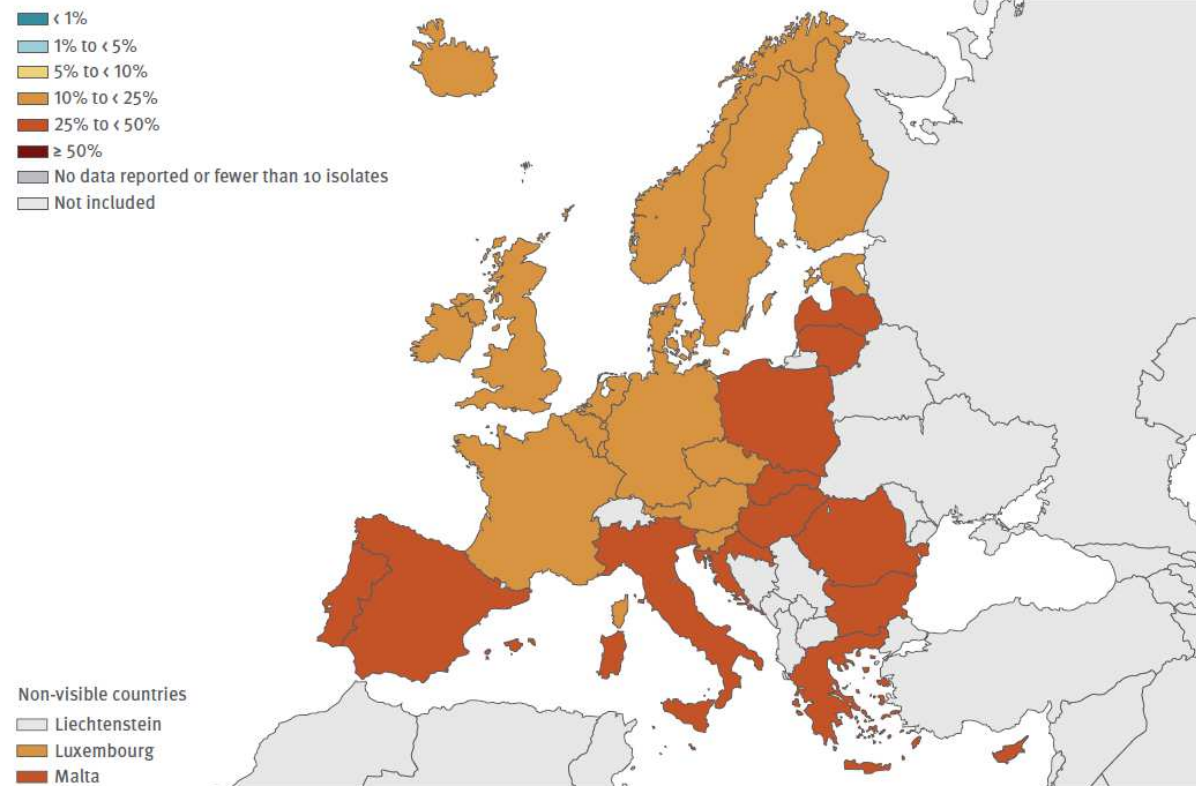 ‹ 1%
1% to ‹ 5%
5% to ‹ 10%
10% to ‹ 25%
25% to ‹ 50%
≥ 50%
No data reported or fewer than 10 isolates
Not included
Non-visible countries
Liechtenstein
Luxembourg
Malta